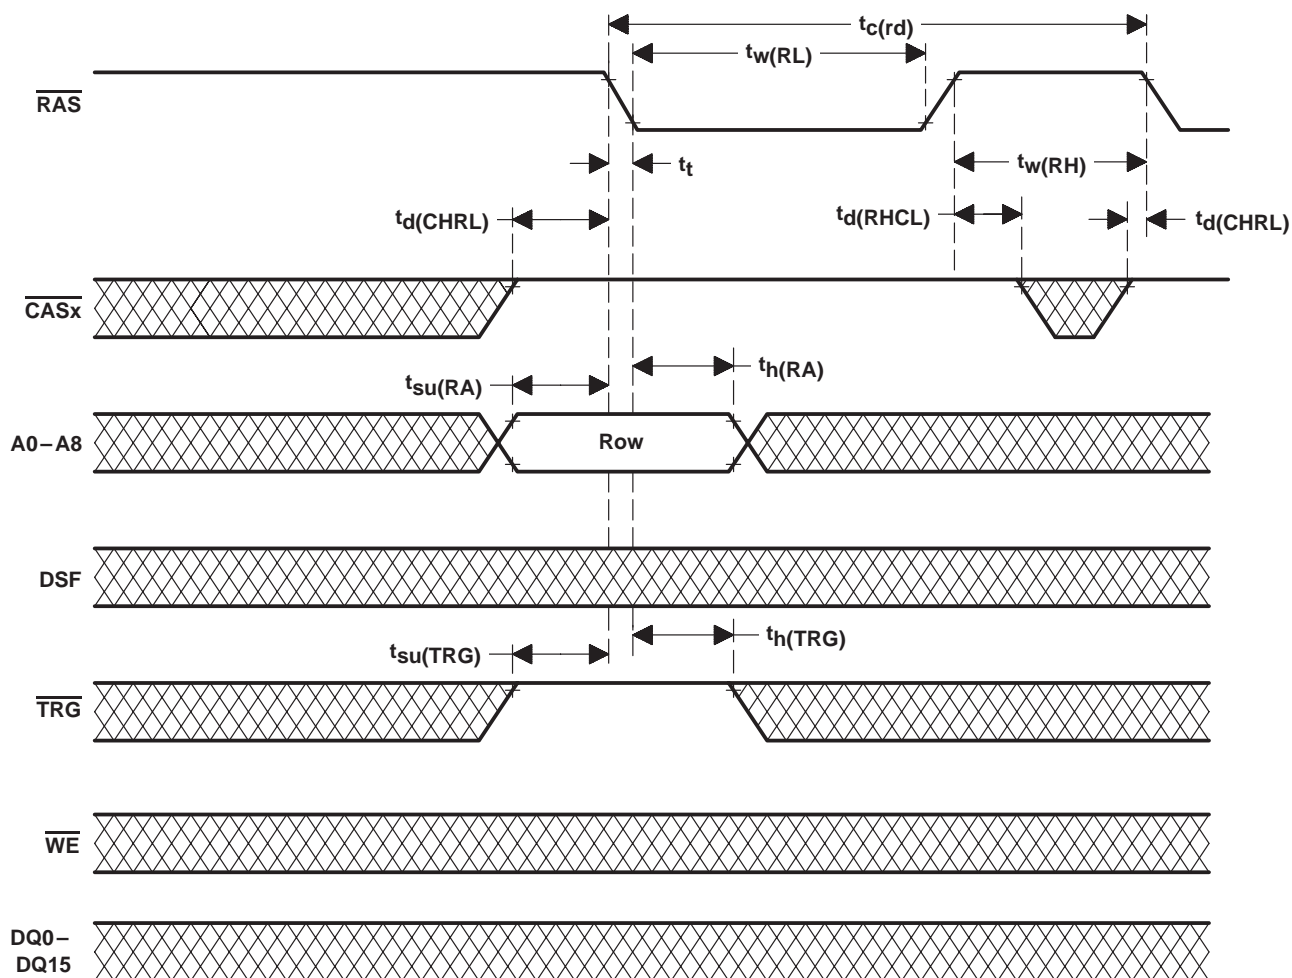 tc(rd)
tw(RL)
RAS
tt
tw(RH)
td(CHRL)
td(RHCL)
td(CHRL)
CASx
th(RA)
tsu(RA)
A0–A8
Row
DSF
th(TRG)
tsu(TRG)
TRG
WE
DQ0–
DQ15